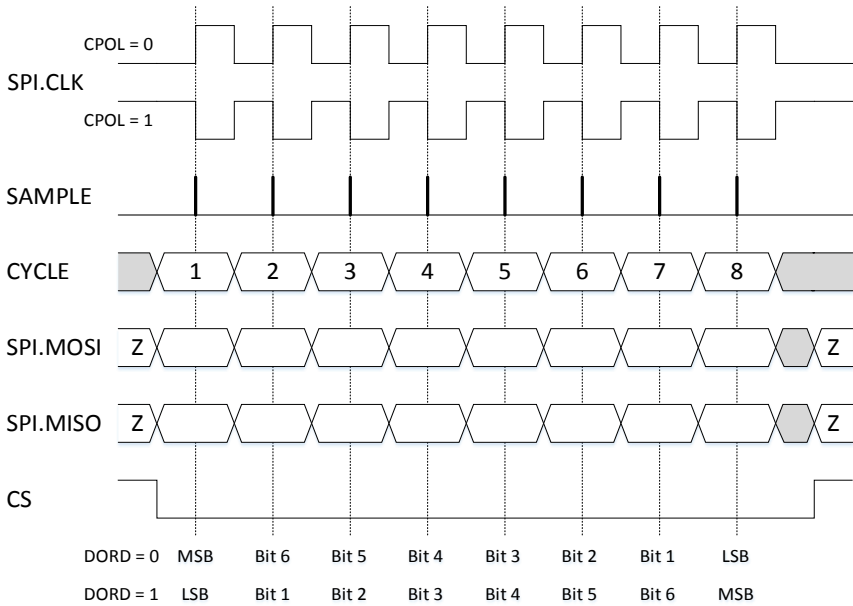 CPOL = 0
SPI.CLK
CPOL = 1
SAMPLE
CYCLE 1 2 3 4 5 6 7 8
SPI.MOSI Z Z
SPI.MISO Z Z
CS
DORD = 0 MSB Bit 6 Bit 5 Bit 4 Bit 3 Bit 2 Bit 1 LSB
DORD = 1 LSB Bit 1 Bit 2 Bit 3 Bit 4 Bit 5 Bit 6 MSB